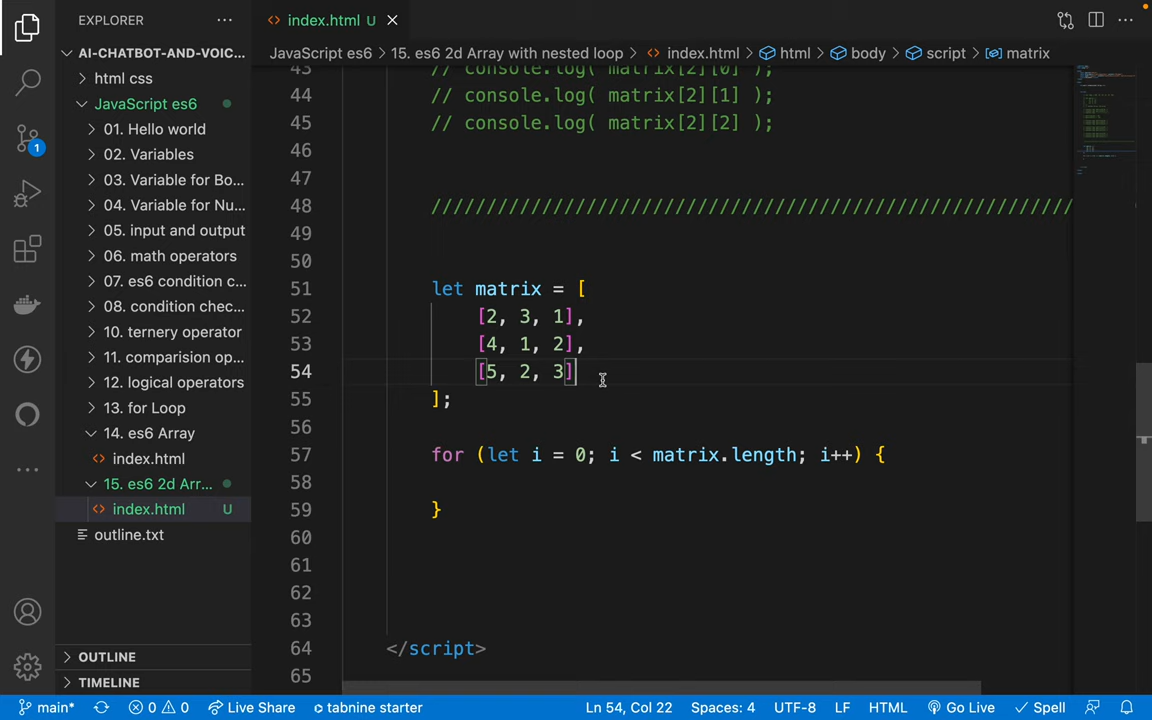 EXPLORER
index.html U
AI-CHATBOT-AND-VOIC...
JavaScript es6 > 15. es6 2d Array with nested loop > index.html > html > body > script > matrix
html css
JavaScript es6
01. Hello world
02. Variables
03. Variable for Bo...
04. Variable for Nu...
05. input and output
06. math operators
07. es6 condition c...
08. condition chec...
10. ternery operator
11. comparision op...
12. logical operators
13. for Loop
14. es6 Array
index.html
15. es6 2d Arr...
index.html U
outline.txt
OUTLINE
TIMELINE
1
43 // console.log( matrix[2][0] );
44 // console.log( matrix[2][1] );
45 // console.log( matrix[2][2] );
46
47
48 ///////////////////////////////////////////////////////////
49
50
51 let matrix = [
52 [2, 3, 1],
53 [4, 1, 2],
54 [5, 2, 3]
55 ];
56
57 for (let i = 0; i < matrix.length; i++) {
58
59 }
60
61
62
63
64 </script>
65
main* 0 0 Live Share tabnine starter Ln 54, Col 22 Spaces: 4 UTF-8 LF HTML Go Live Spell